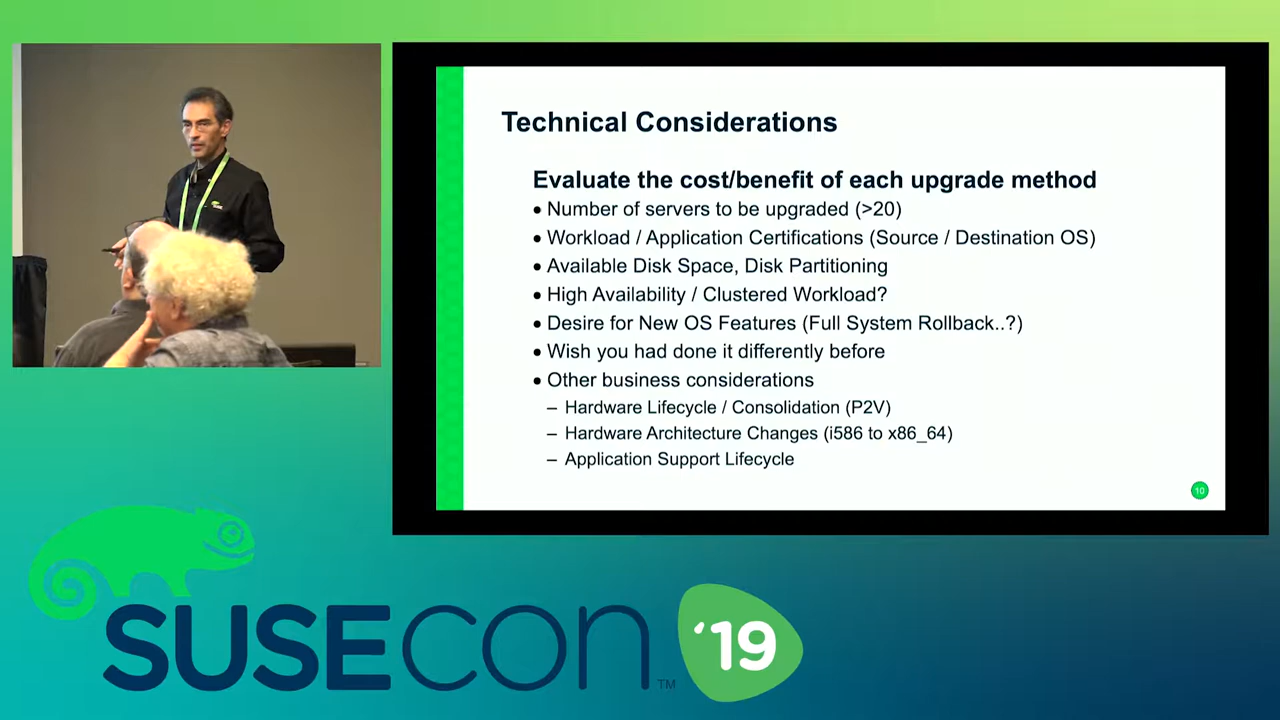 Technical Considerations
Evaluate the cost/benefit of each upgrade method
• Number of servers to be upgraded (>20)
• Workload / Application Certifications (Source / Destination OS)
• Available Disk Space, Disk Partitioning
• High Availability / Clustered Workload?
• Desire for New OS Features (Full System Rollback..?)
• Wish you had done it differently before
• Other business considerations
– Hardware Lifecycle / Consolidation (P2V)
– Hardware Architecture Changes (i586 to x86_64)
– Application Support Lifecycle
10
SUSECON™ '19